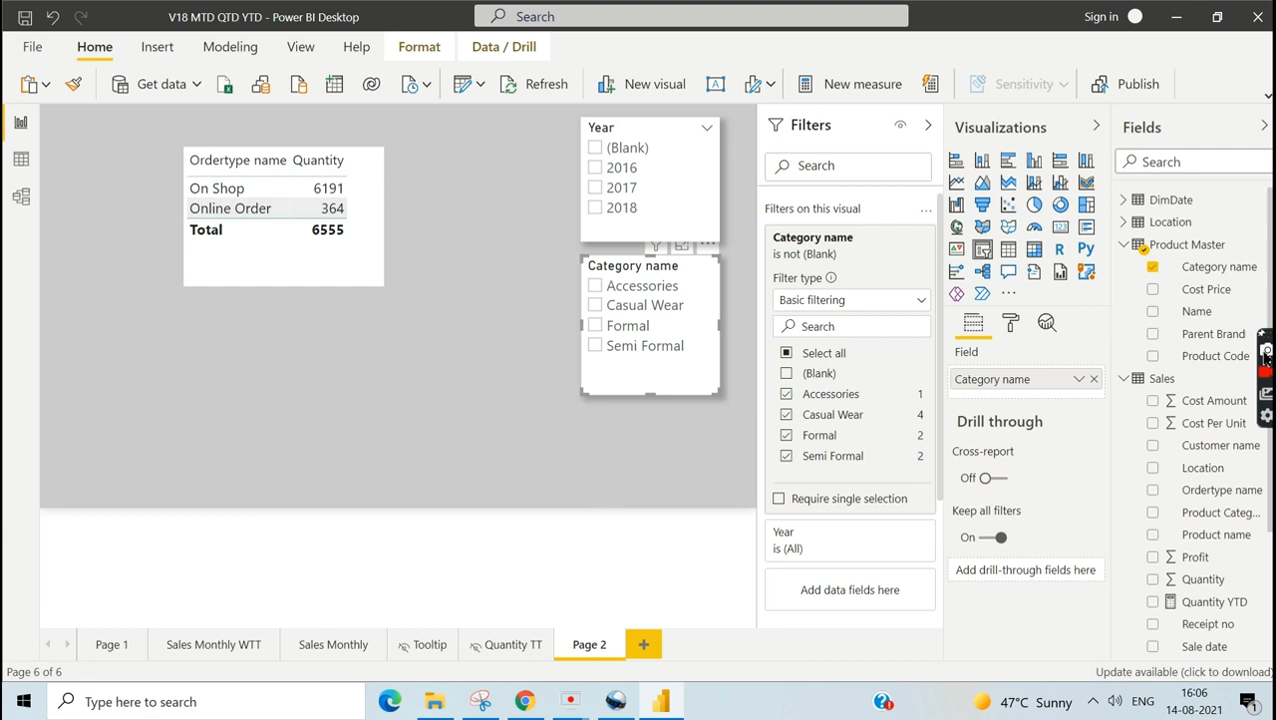 V18 MTD QTD YTD - Power BI Desktop
Search
Sign in
File Home Insert Modeling View Help Format Data / Drill
Get data
Refresh
New visual
New measure
Sensitivity
Publish
Ordertype name Quantity
On Shop 6191
Online Order 364
Total 6555
Year
(Blank)
2016
2017
2018
Category name
Accessories
Casual Wear
Formal
Semi Formal
Filters
Search
Filters on this visual
Category name
is not (Blank)
Filter type
Basic filtering
Search
Select all
(Blank)
Accessories 1
Casual Wear 4
Formal 2
Semi Formal 2
Require single selection
Year
is (All)
Add data fields here
Visualizations
R Py
Field
Category name
Drill through
Cross-report
Off
Keep all filters
On
Add drill-through fields here
Fields
Search
DimDate
Location
Product Master
Category name
Cost Price
Name
Parent Brand
Product Code
Sales
Cost Amount
Cost Per Unit
Customer name
Location
Ordertype name
Product Categ...
Product name
Profit
Quantity
Quantity YTD
Receipt no
Sale date
Page 1 Sales Monthly WTT Sales Monthly Tooltip Quantity TT Page 2
Page 6 of 6
Update available (click to download)
Type here to search
47°C Sunny
ENG
16:06
14-08-2021
1